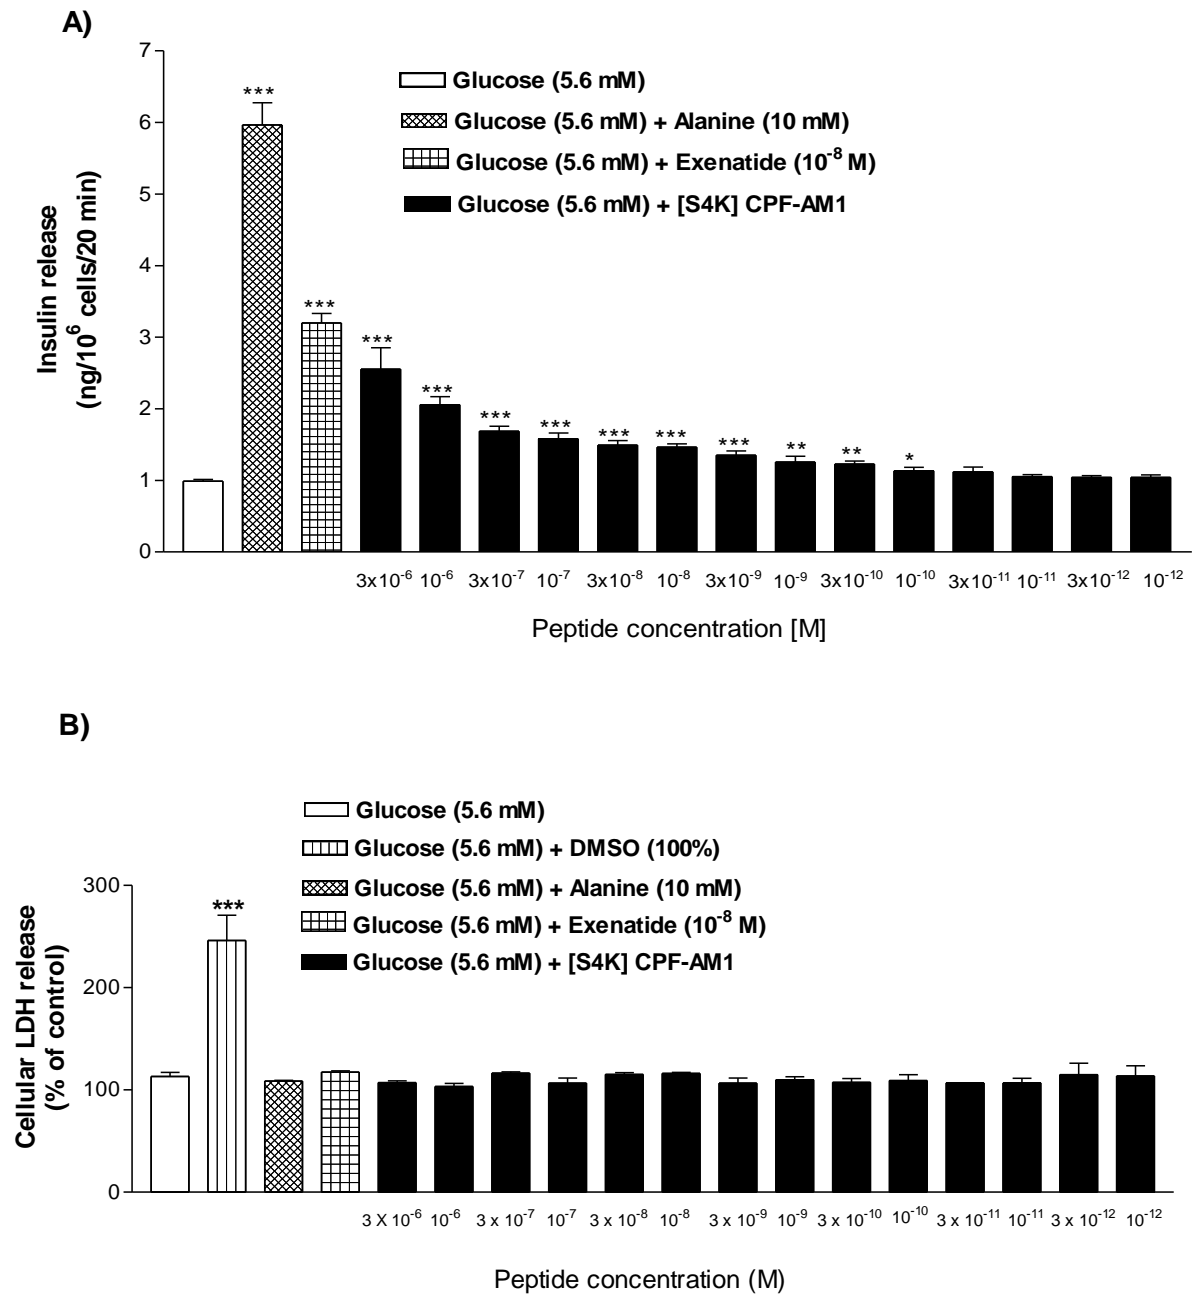 A)
7
6
5
4
3
2
1
0
Insulin release
(ng/10⁶ cells/20 min)
Glucose (5.6 mM)
Glucose (5.6 mM) + Alanine (10 mM)
Glucose (5.6 mM) + Exenatide (10⁻⁸ M)
Glucose (5.6 mM) + [S4K] CPF-AM1
***
***
***
***
***
***
***
***
***
**
**
*
3x10⁻⁶ 10⁻⁶ 3x10⁻⁷ 10⁻⁷ 3x10⁻⁸ 10⁻⁸ 3x10⁻⁹ 10⁻⁹ 3x10⁻¹⁰ 10⁻¹⁰ 3x10⁻¹¹ 10⁻¹¹ 3x10⁻¹² 10⁻¹²
Peptide concentration [M]
B)
Glucose (5.6 mM)
Glucose (5.6 mM) + DMSO (100%)
Glucose (5.6 mM) + Alanine (10 mM)
Glucose (5.6 mM) + Exenatide (10⁻⁸ M)
Glucose (5.6 mM) + [S4K] CPF-AM1
300
200
100
0
Cellular LDH release
(% of control)
***
3 X 10⁻⁶ 10⁻⁶ 3 x 10⁻⁷ 10⁻⁷ 3 x 10⁻⁸ 10⁻⁸ 3 x 10⁻⁹ 10⁻⁹ 3 x 10⁻¹⁰ 10⁻¹⁰ 3 x 10⁻¹¹ 10⁻¹¹ 3 x 10⁻¹² 10⁻¹²
Peptide concentration (M)